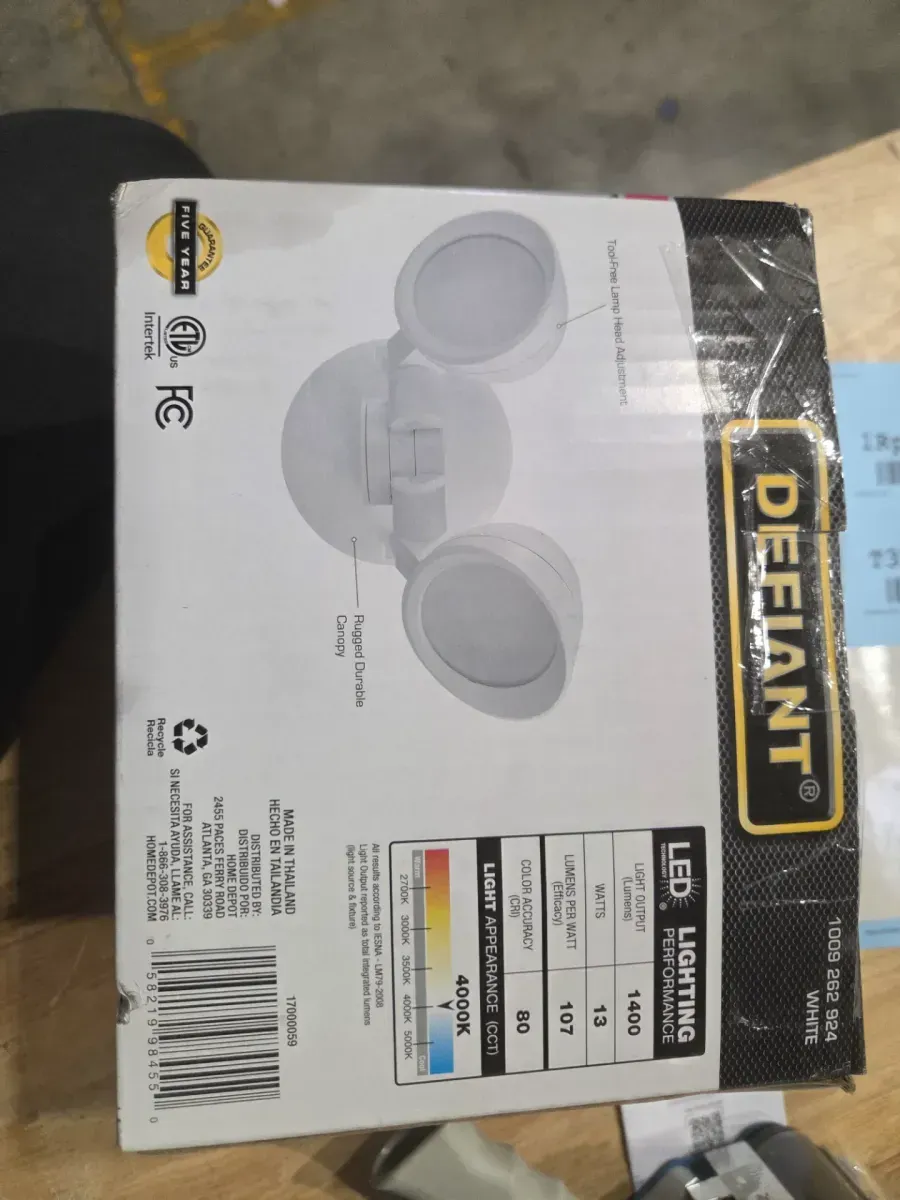 DEFIANT®
1009 262 924
WHITE
Tool-Free Lamp Head Adjustment
Rugged Durable
Canopy
LED
TECHNOLOGY
®
LIGHTING
PERFORMANCE
LIGHT OUTPUT
(Lumens)
1400
WATTS
13
LUMENS PER WATT
(Efficacy)
107
COLOR ACCURACY
(CRI)
80
LIGHT APPEARANCE (CCT)
4000K
Warm
Cool
2700K 3000K 3500K 4000K 5000K
All results according to IESNA - LM79-2008
Light Output reported as total integrated lumens
(light source & fixture)
FIVE YEAR
GUARANTEE
ETL
US
Intertek
FC
Recycle
Recicla
MADE IN THAILAND
HECHO EN TAILANDIA
DISTRIBUTED BY:
DISTRIBUIDO POR:
HOME DEPOT
2455 PACES FERRY ROAD
ATLANTA, GA 30339
FOR ASSISTANCE, CALL:
SI NECESITA AYUDA, LLAME AL:
1-866-308-3976
HOMEDEPOT.COM
17000059
0 58219 98455 0